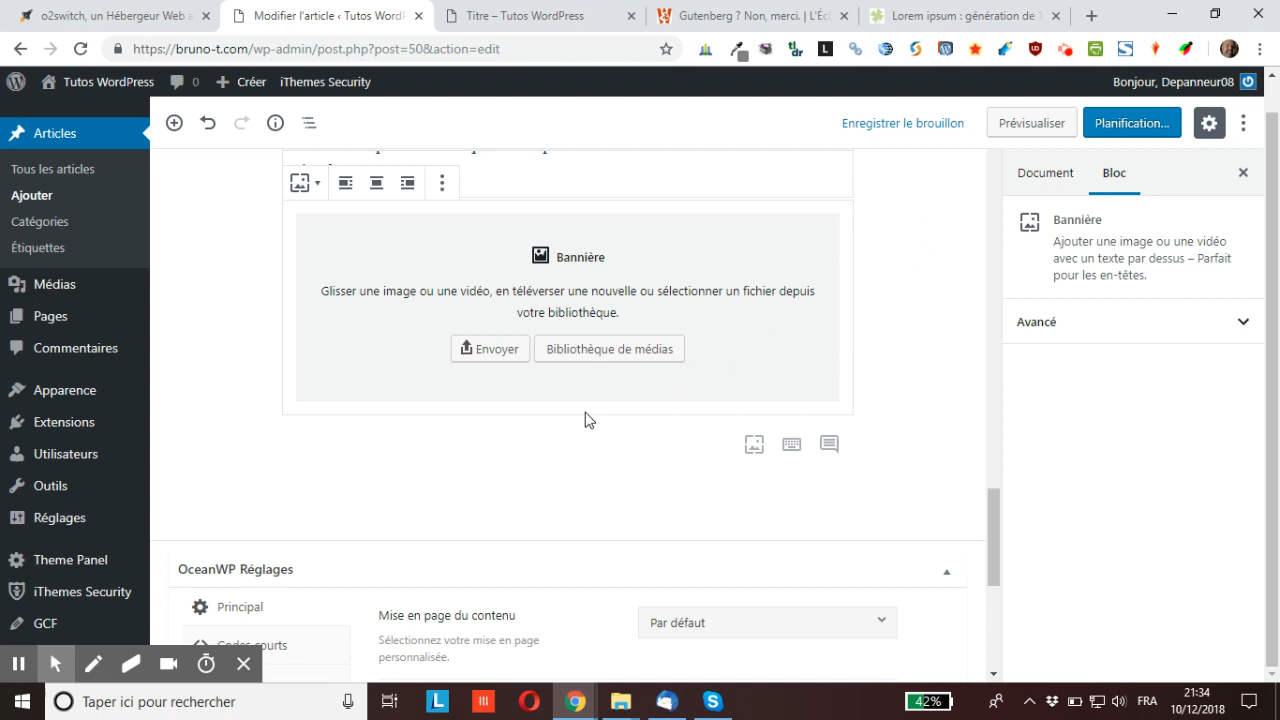 o2switch, un Hébergeur Web a
Modifier l'article ‹ Tutos WordP
Titre – Tutos WordPress
Gutenberg ? Non, merci. | L'Éc
Lorem ipsum : génération de
https://bruno-t.com/wp-admin/post.php?post=50&action=edit
Tutos WordPress
0
Créer
iThemes Security
Bonjour, Depanneur08
Articles
Tous les articles
Ajouter
Catégories
Étiquettes
Médias
Pages
Commentaires
Apparence
Extensions
Utilisateurs
Réglages
Theme Panel
iThemes Security
GCF
Enregistrer le brouillon
Prévisualiser
Planification...
Bannière
Glisser une image ou une vidéo, en téléverser une nouvelle ou sélectionner un fichier depuis
votre bibliothèque.
Envoyer
Bibliothèque de médias
Document
Bloc
Bannière
Ajouter une image ou une vidéo
avec un texte par dessus – Parfait
pour les en-têtes.
Avancé
OceanWP Réglages
Principal
Codes courts
Mise en page du contenu
Sélectionnez votre mise en page
personnalisée.
Par défaut
Taper ici pour rechercher
42%
FRA
21:34
10/12/2018